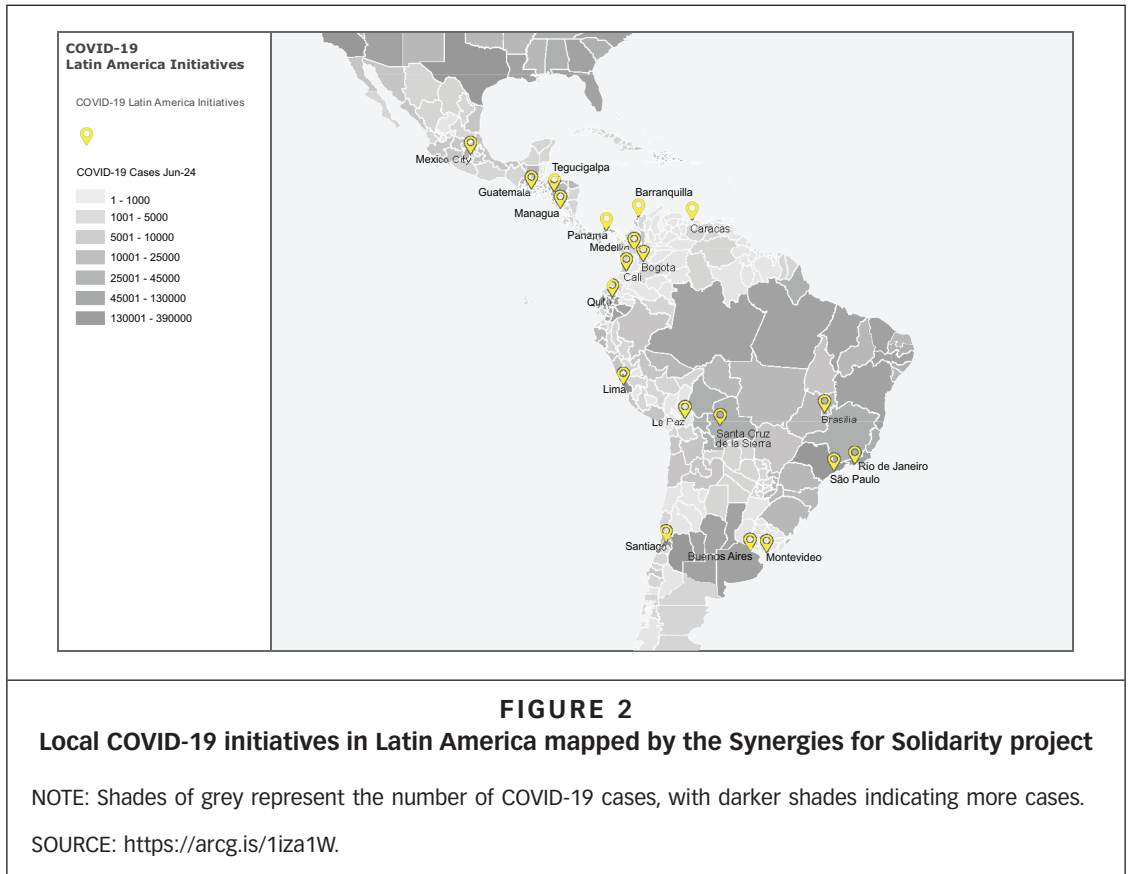 COVID-19
Latin America Initiatives
COVID-19 Latin America Initiatives
COVID-19 Cases Jun-24
1 - 1000
1001 - 5000
5001 - 10000
10001 - 25000
25001 - 45000
45001 - 130000
130001 - 390000
Mexico City
Tegucigalpa
Guatemala
Managua
Barranquilla
Panama
Caracas
Medellin
Bogota
Cali
Quito
Lima
La Paz
Santa Cruz
de la Sierra
Brasilia
Rio de Janeiro
São Paulo
Santiago
Buenos Aires
Montevideo
FIGURE 2
Local COVID-19 initiatives in Latin America mapped by the Synergies for Solidarity project
NOTE: Shades of grey represent the number of COVID-19 cases, with darker shades indicating more cases.
SOURCE: https://arcg.is/1iza1W.